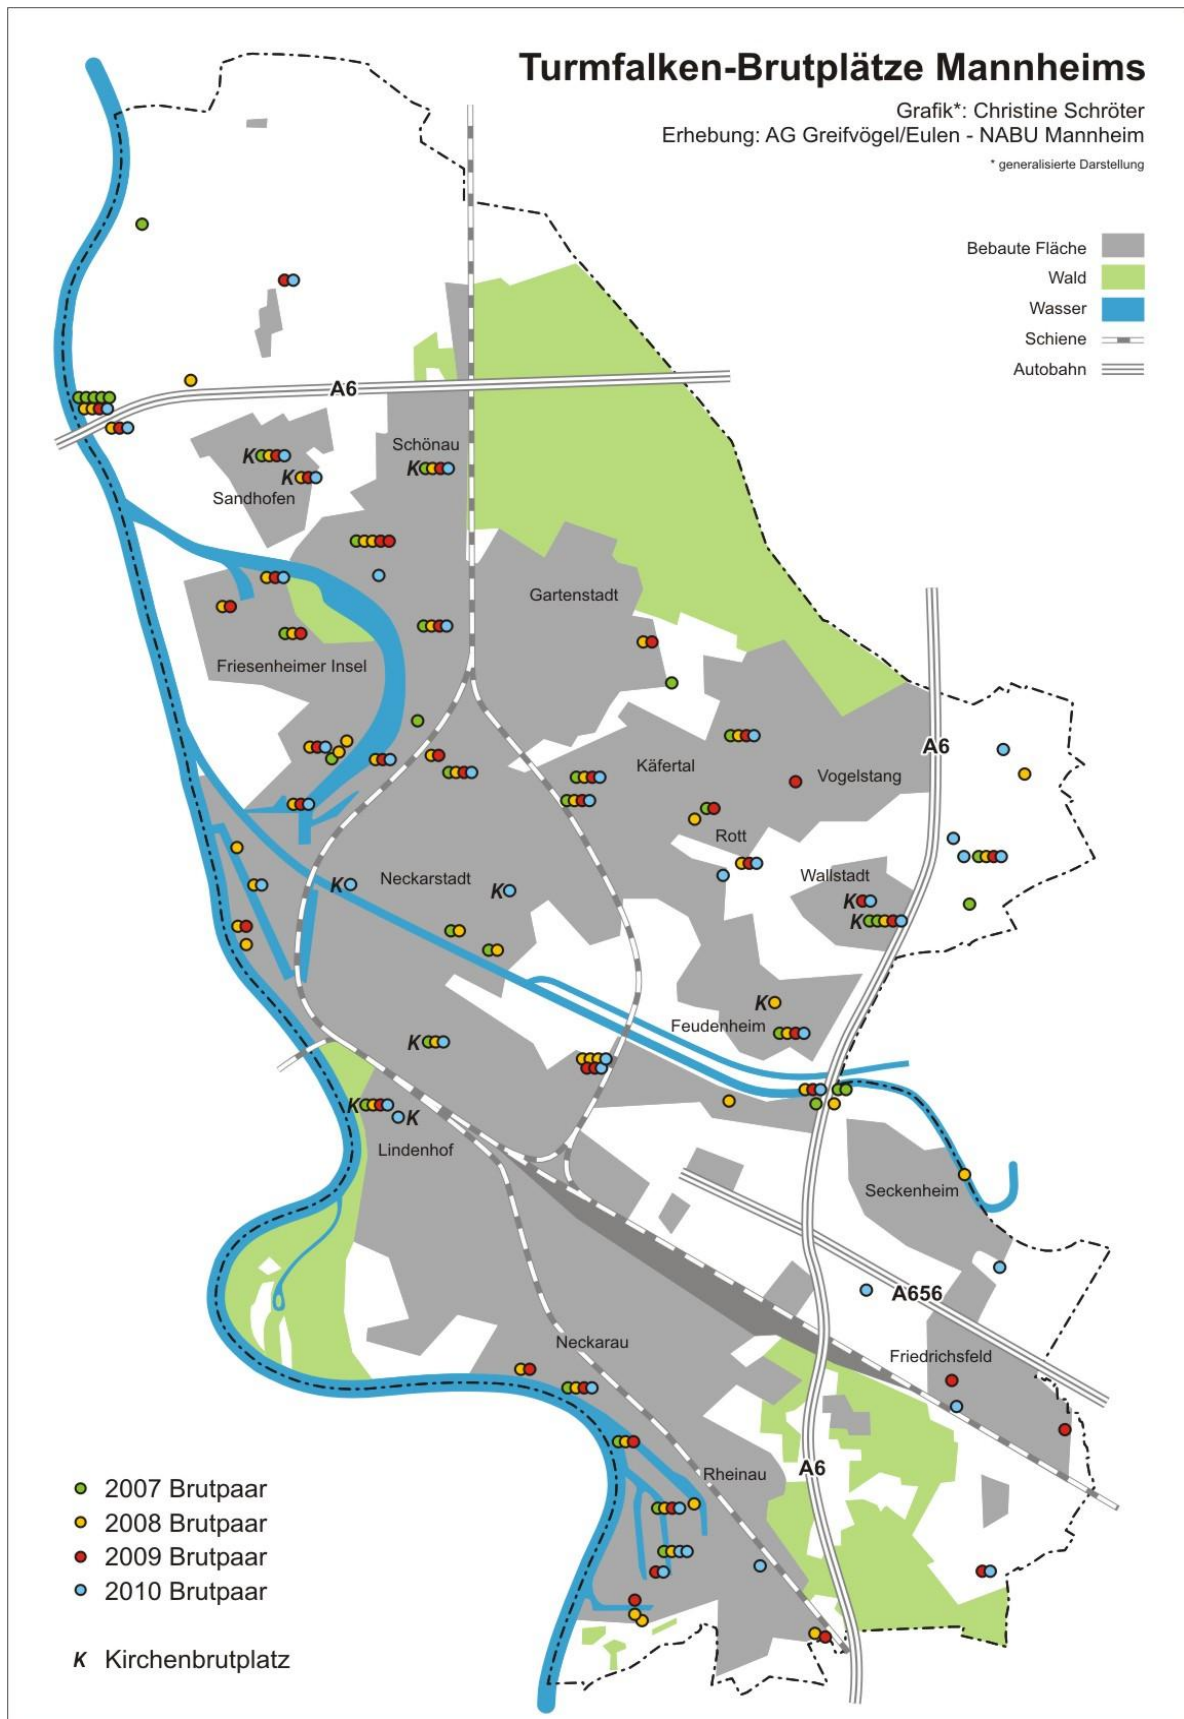 Turmfalken-Brutplätze Mannheims
Grafik*: Christine Schröter
Erhebung: AG Greifvögel/Eulen - NABU Mannheim
* generalisierte Darstellung
Bebaute Fläche
Wald
Wasser
Schiene
Autobahn
A6
Schönau
K
K
K
Sandhofen
Gartenstadt
Friesenheimer Insel
A6
Käfertal
Vogelstang
Rott
Wallstadt
Neckarstadt
K
K
K
K
K
Feudenheim
K
K
K
Lindenhof
Seckenheim
A656
Neckarau
Friedrichsfeld
A6
Rheinau
2007 Brutpaar
2008 Brutpaar
2009 Brutpaar
2010 Brutpaar
K Kirchenbrutplatz